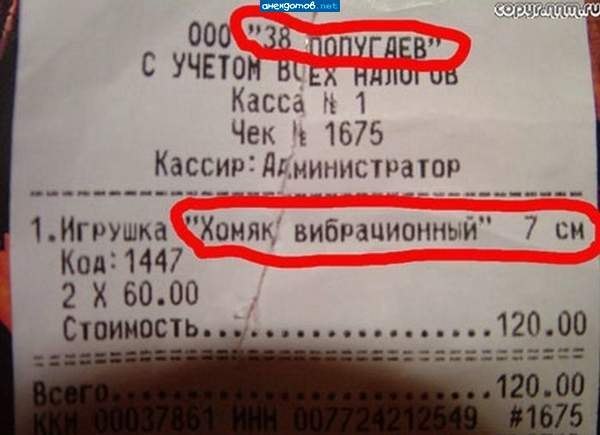 анекдотов.net
copyr.ллт.ru
ООО "38 ПОПУГАЕВ"
С УЧЕТОМ ВСЕХ НАЛОГОВ
Касса № 1
Чек № 1675
Кассир: Администратор
1.Игрушка "Хомяк вибрационный" 7 см
Код: 1447
2 X 60.00
Стоимость..................120.00
Всего......................120.00
ККМ 00037861 ИНН 007724212549 #1675